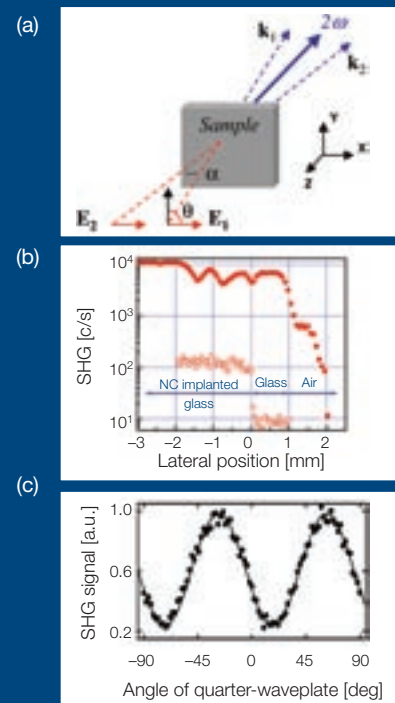 (a)
k₁
2ω
k₂
Sample
Y
X
Z
α
θ
E₂
E₁
(b)
SHG [c/s]
10⁴
10³
10²
10¹
NC implanted
glass
Glass
Air
−3 −2 −1 0 1 2
Lateral position [mm]
(c)
SHG signal [a.u.]
1.0
0.6
0.2
−90 −45 0 45 90
Angle of quarter-waveplate [deg]